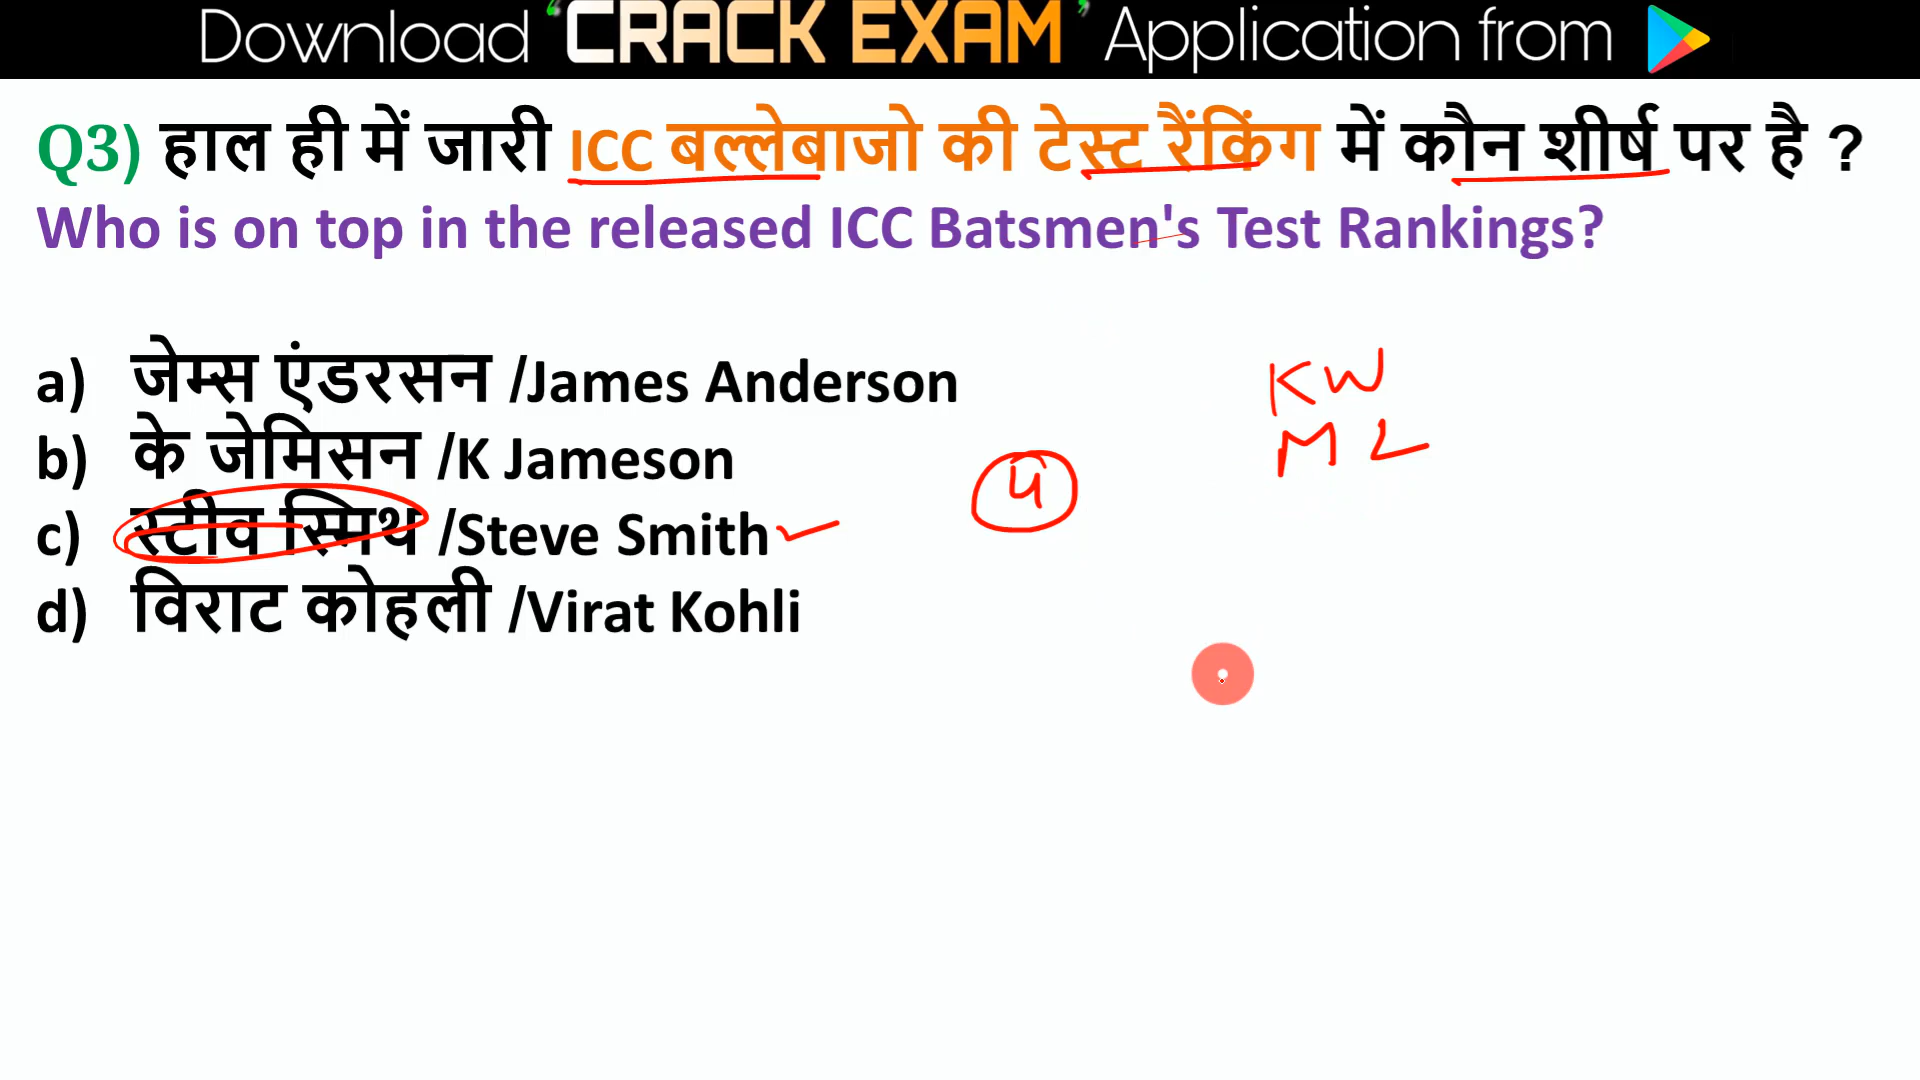 Download ‘CRACK EXAM’ Application from
Q3) हाल ही में जारी ICC बल्लेबाजो की टेस्ट रैंकिंग में कौन शीर्ष पर है ?
Who is on top in the released ICC Batsmen's Test Rankings?
a) जेम्स एंडरसन /James Anderson
b) के जेमिसन /K Jameson
c) स्टीव स्मिथ /Steve Smith
d) विराट कोहली /Virat Kohli
KW
ML